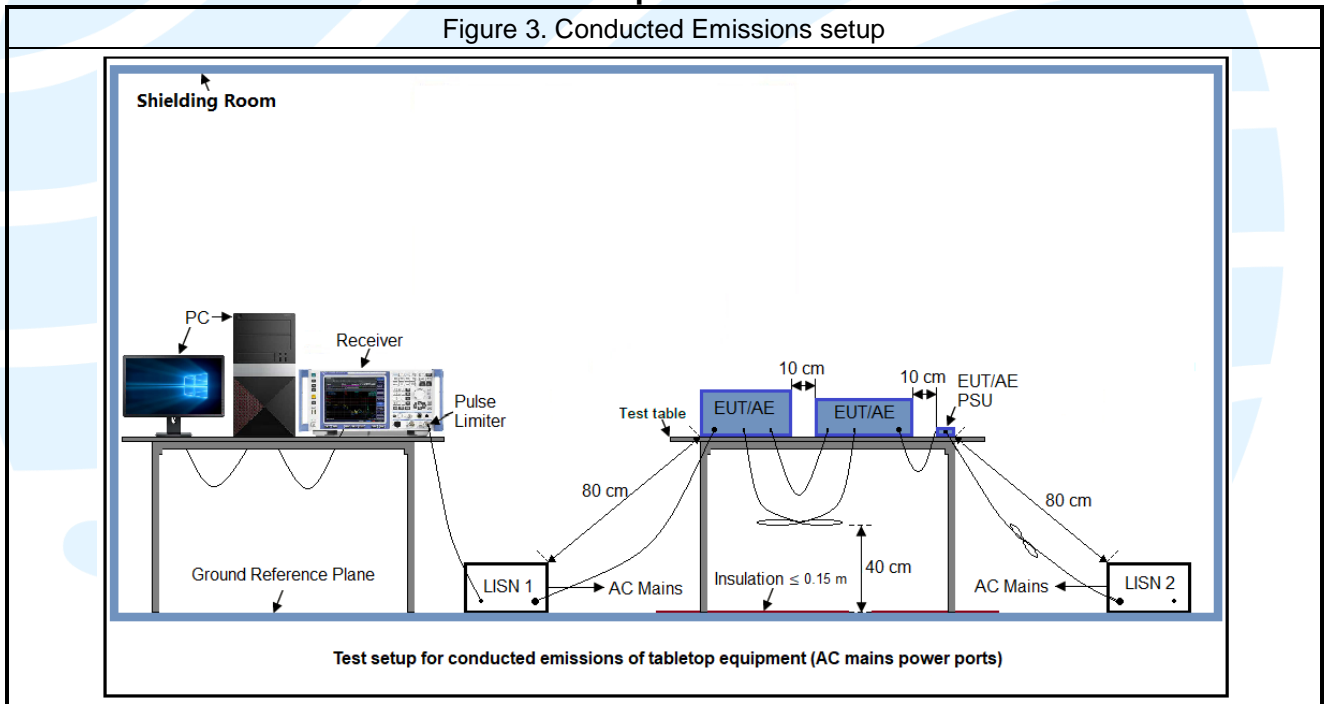 Figure 3. Conducted Emissions setup
Shielding Room
PC
Receiver
Pulse
Limiter
10 cm
10 cm
EUT/AE
PSU
Test table
EUT/AE
EUT/AE
80 cm
80 cm
40 cm
Ground Reference Plane
LISN 1
AC Mains
Insulation ≤ 0.15 m
AC Mains
LISN 2
Test setup for conducted emissions of tabletop equipment (AC mains power ports)